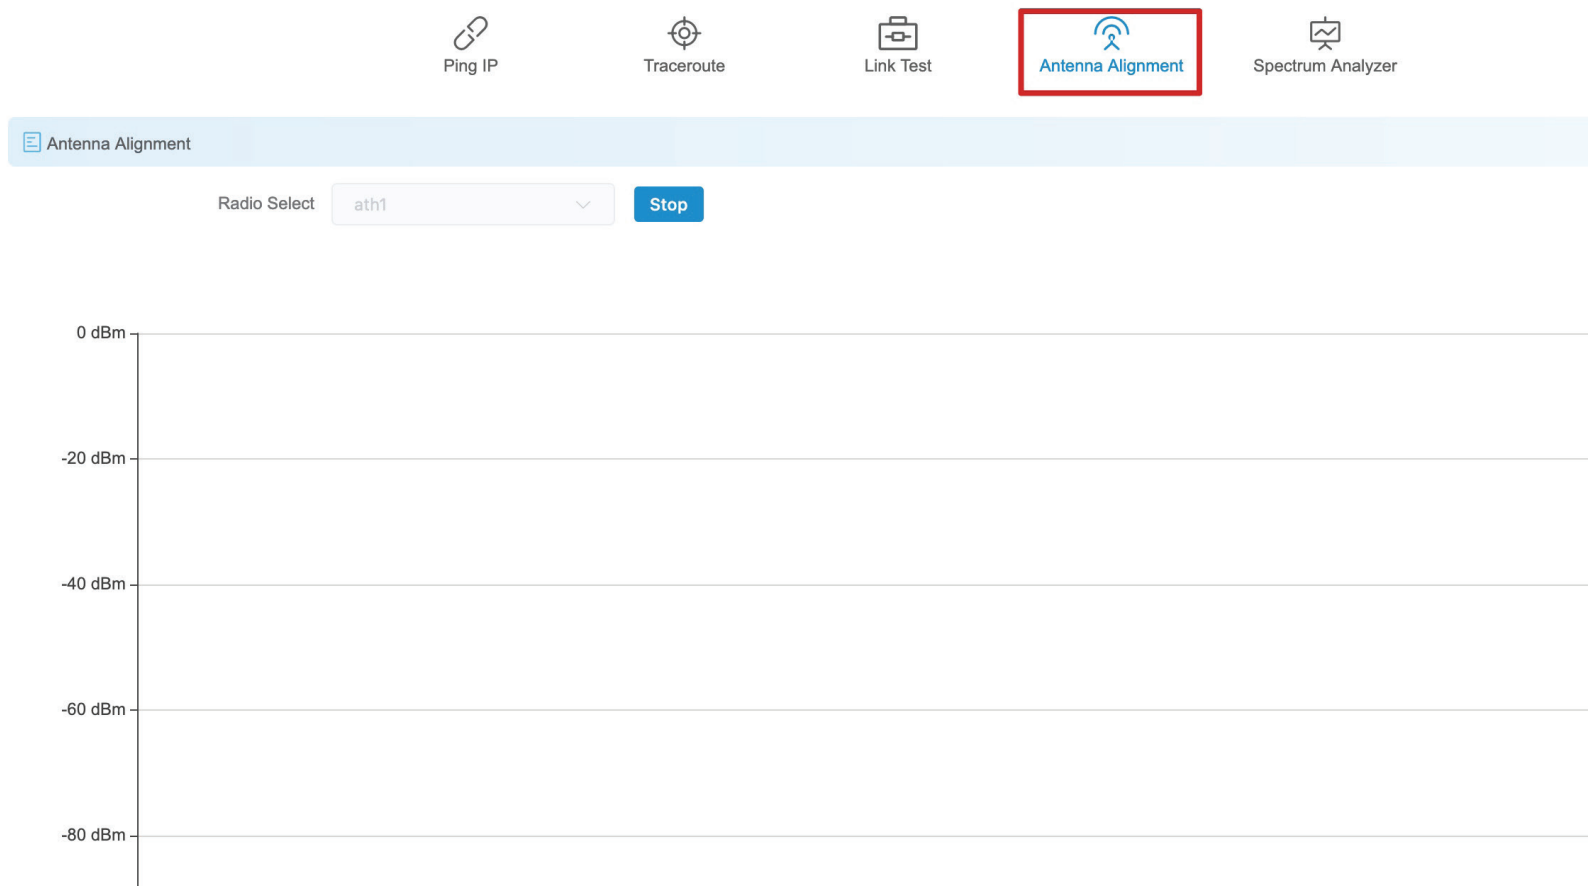 Ping IP
Traceroute
Link Test
Antenna Alignment
Spectrum Analyzer
Antenna Alignment
Radio Select
ath1
Stop
0 dBm
-20 dBm
-40 dBm
-60 dBm
-80 dBm